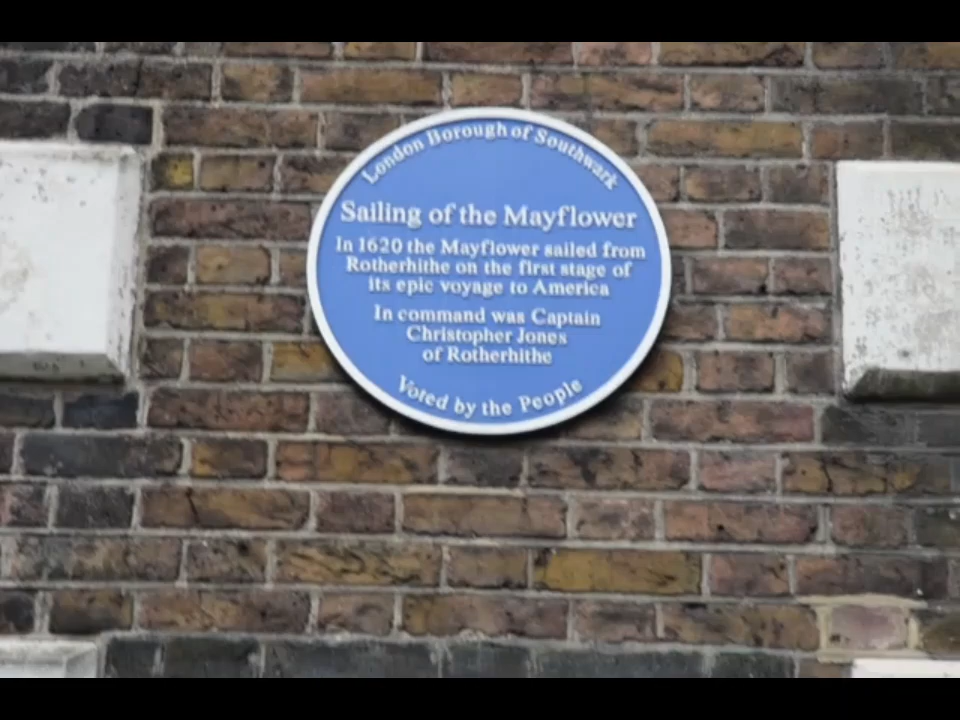 London Borough of Southwark
Sailing of the Mayflower
In 1620 the Mayflower sailed from
Rotherhithe on the first stage of
its epic voyage to America
In command was Captain
Christopher Jones
of Rotherhithe
Voted by the People